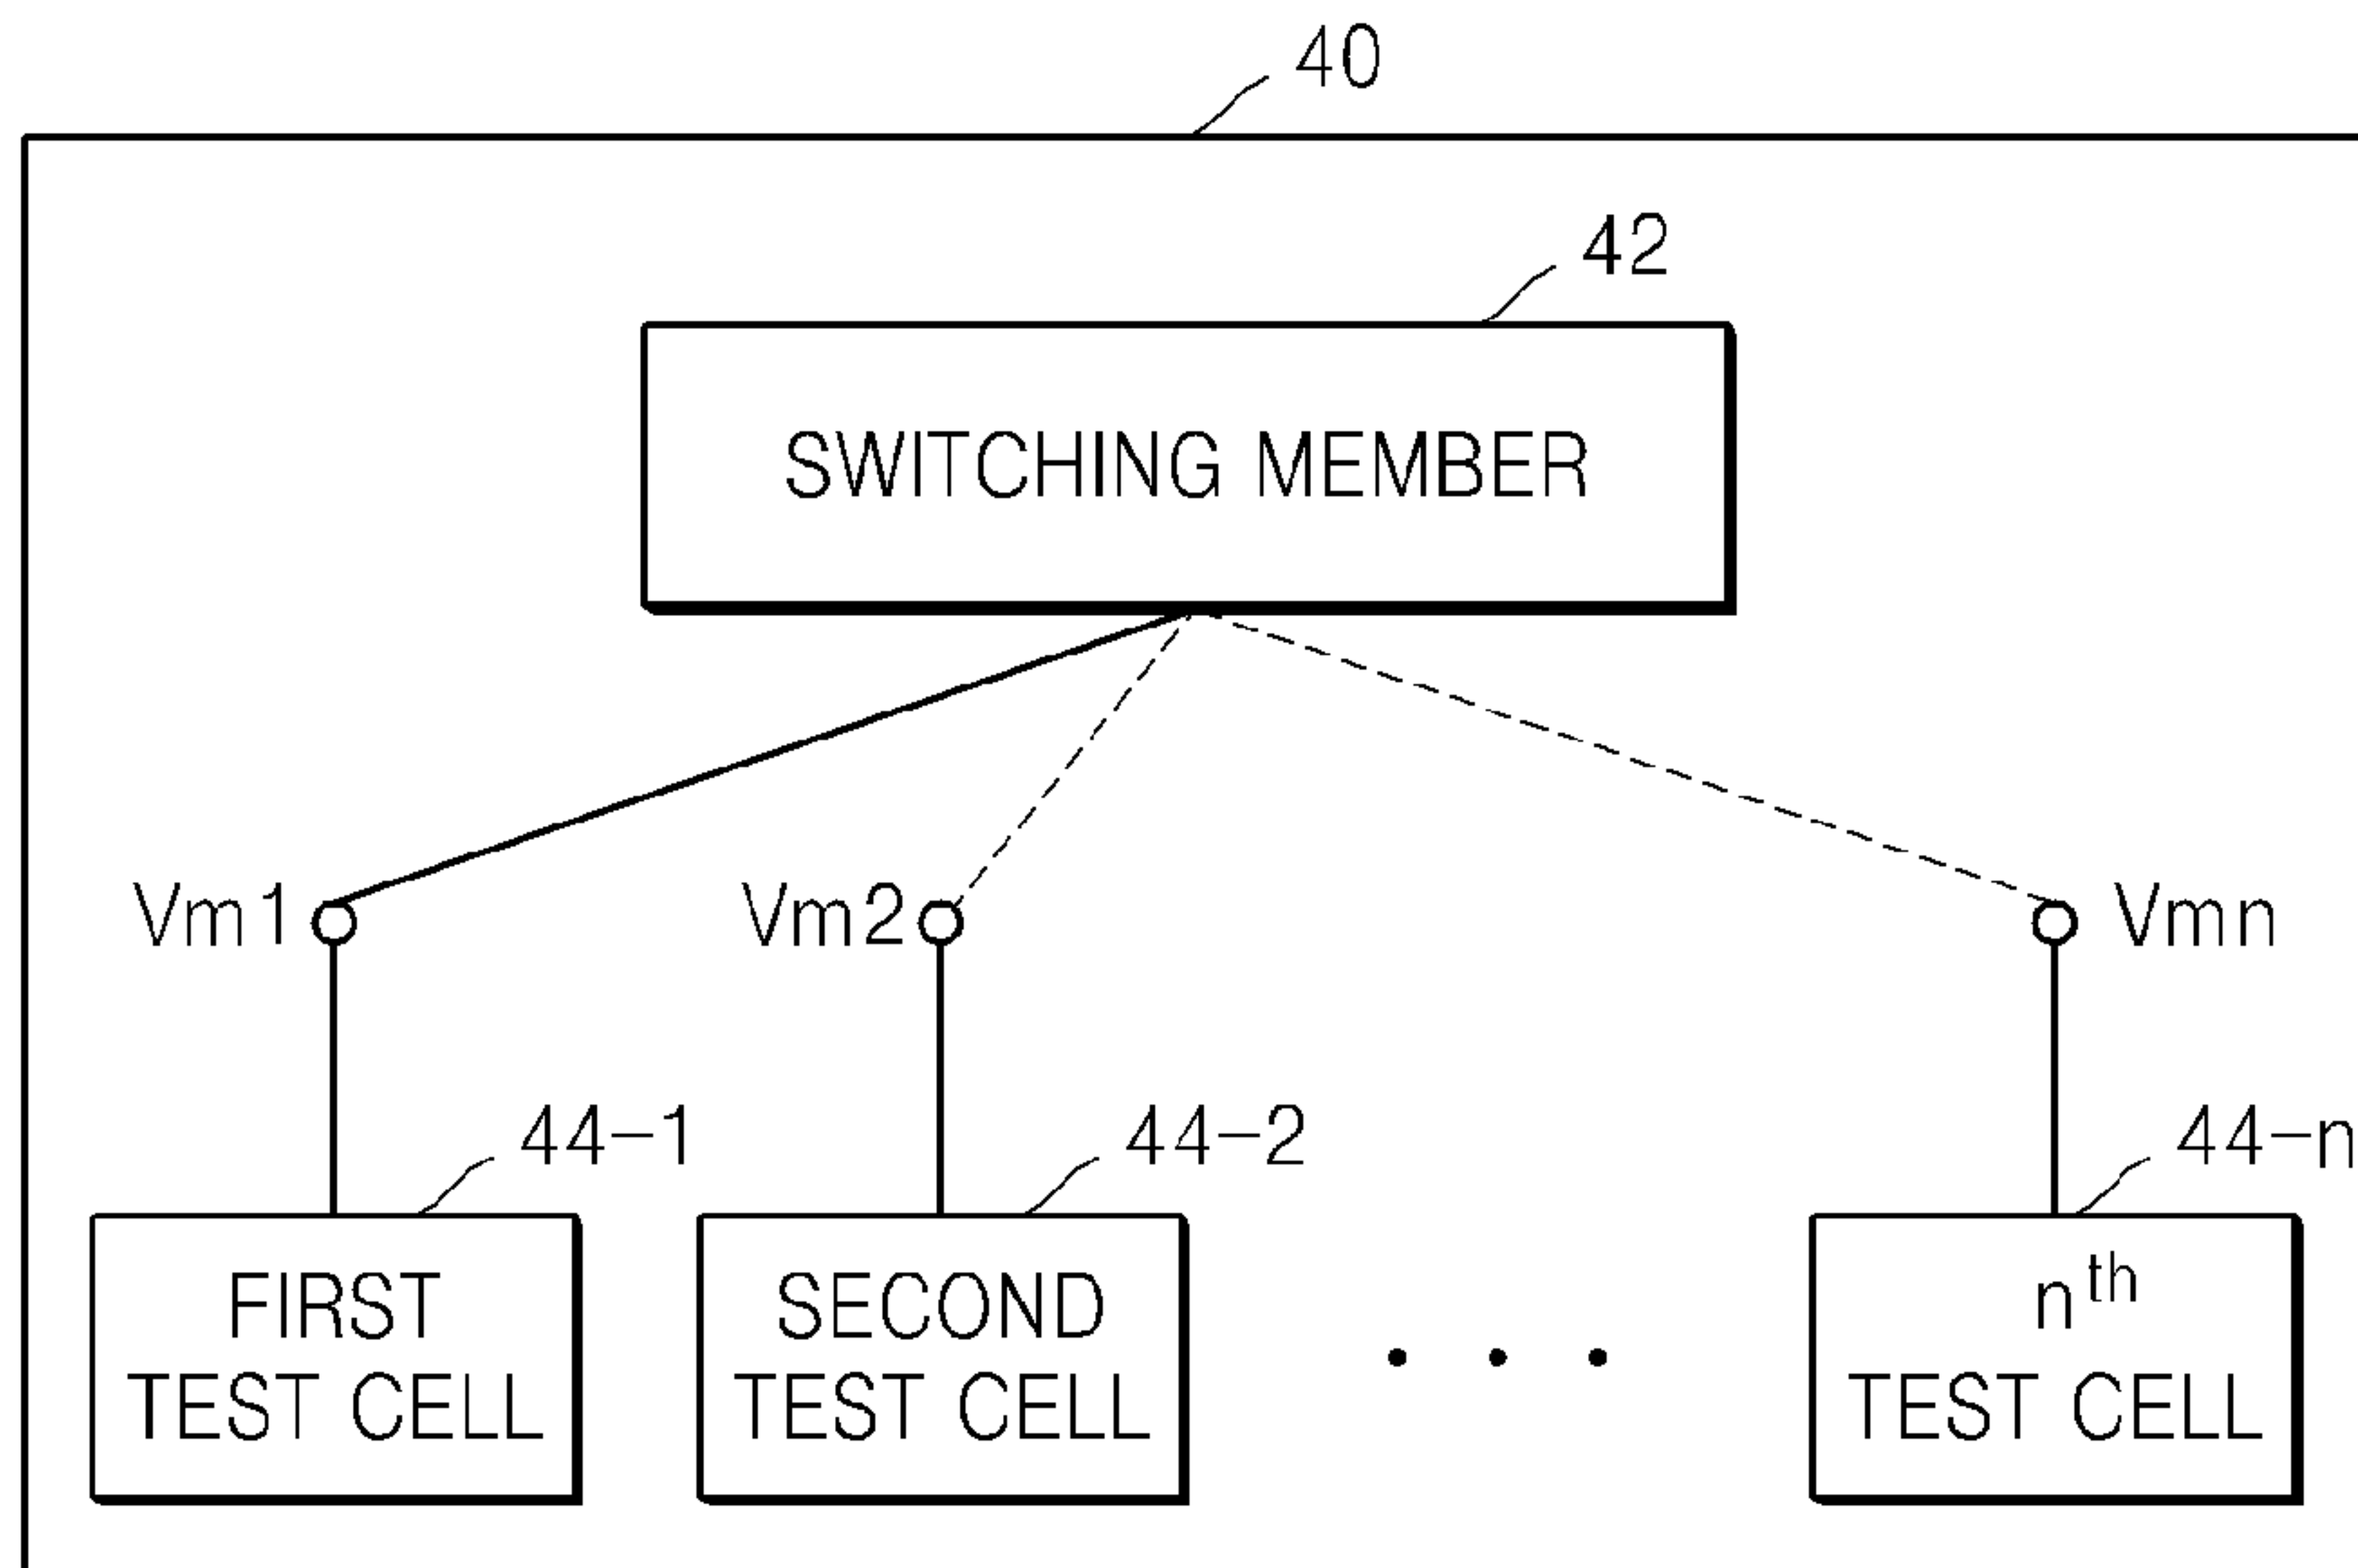 40
42
SWITCHING MEMBER
Vm1 Vm2 Vmn
44-1 44-2 44-n
FIRST
TEST CELL
SECOND
TEST CELL
. . .
nth
TEST CELL